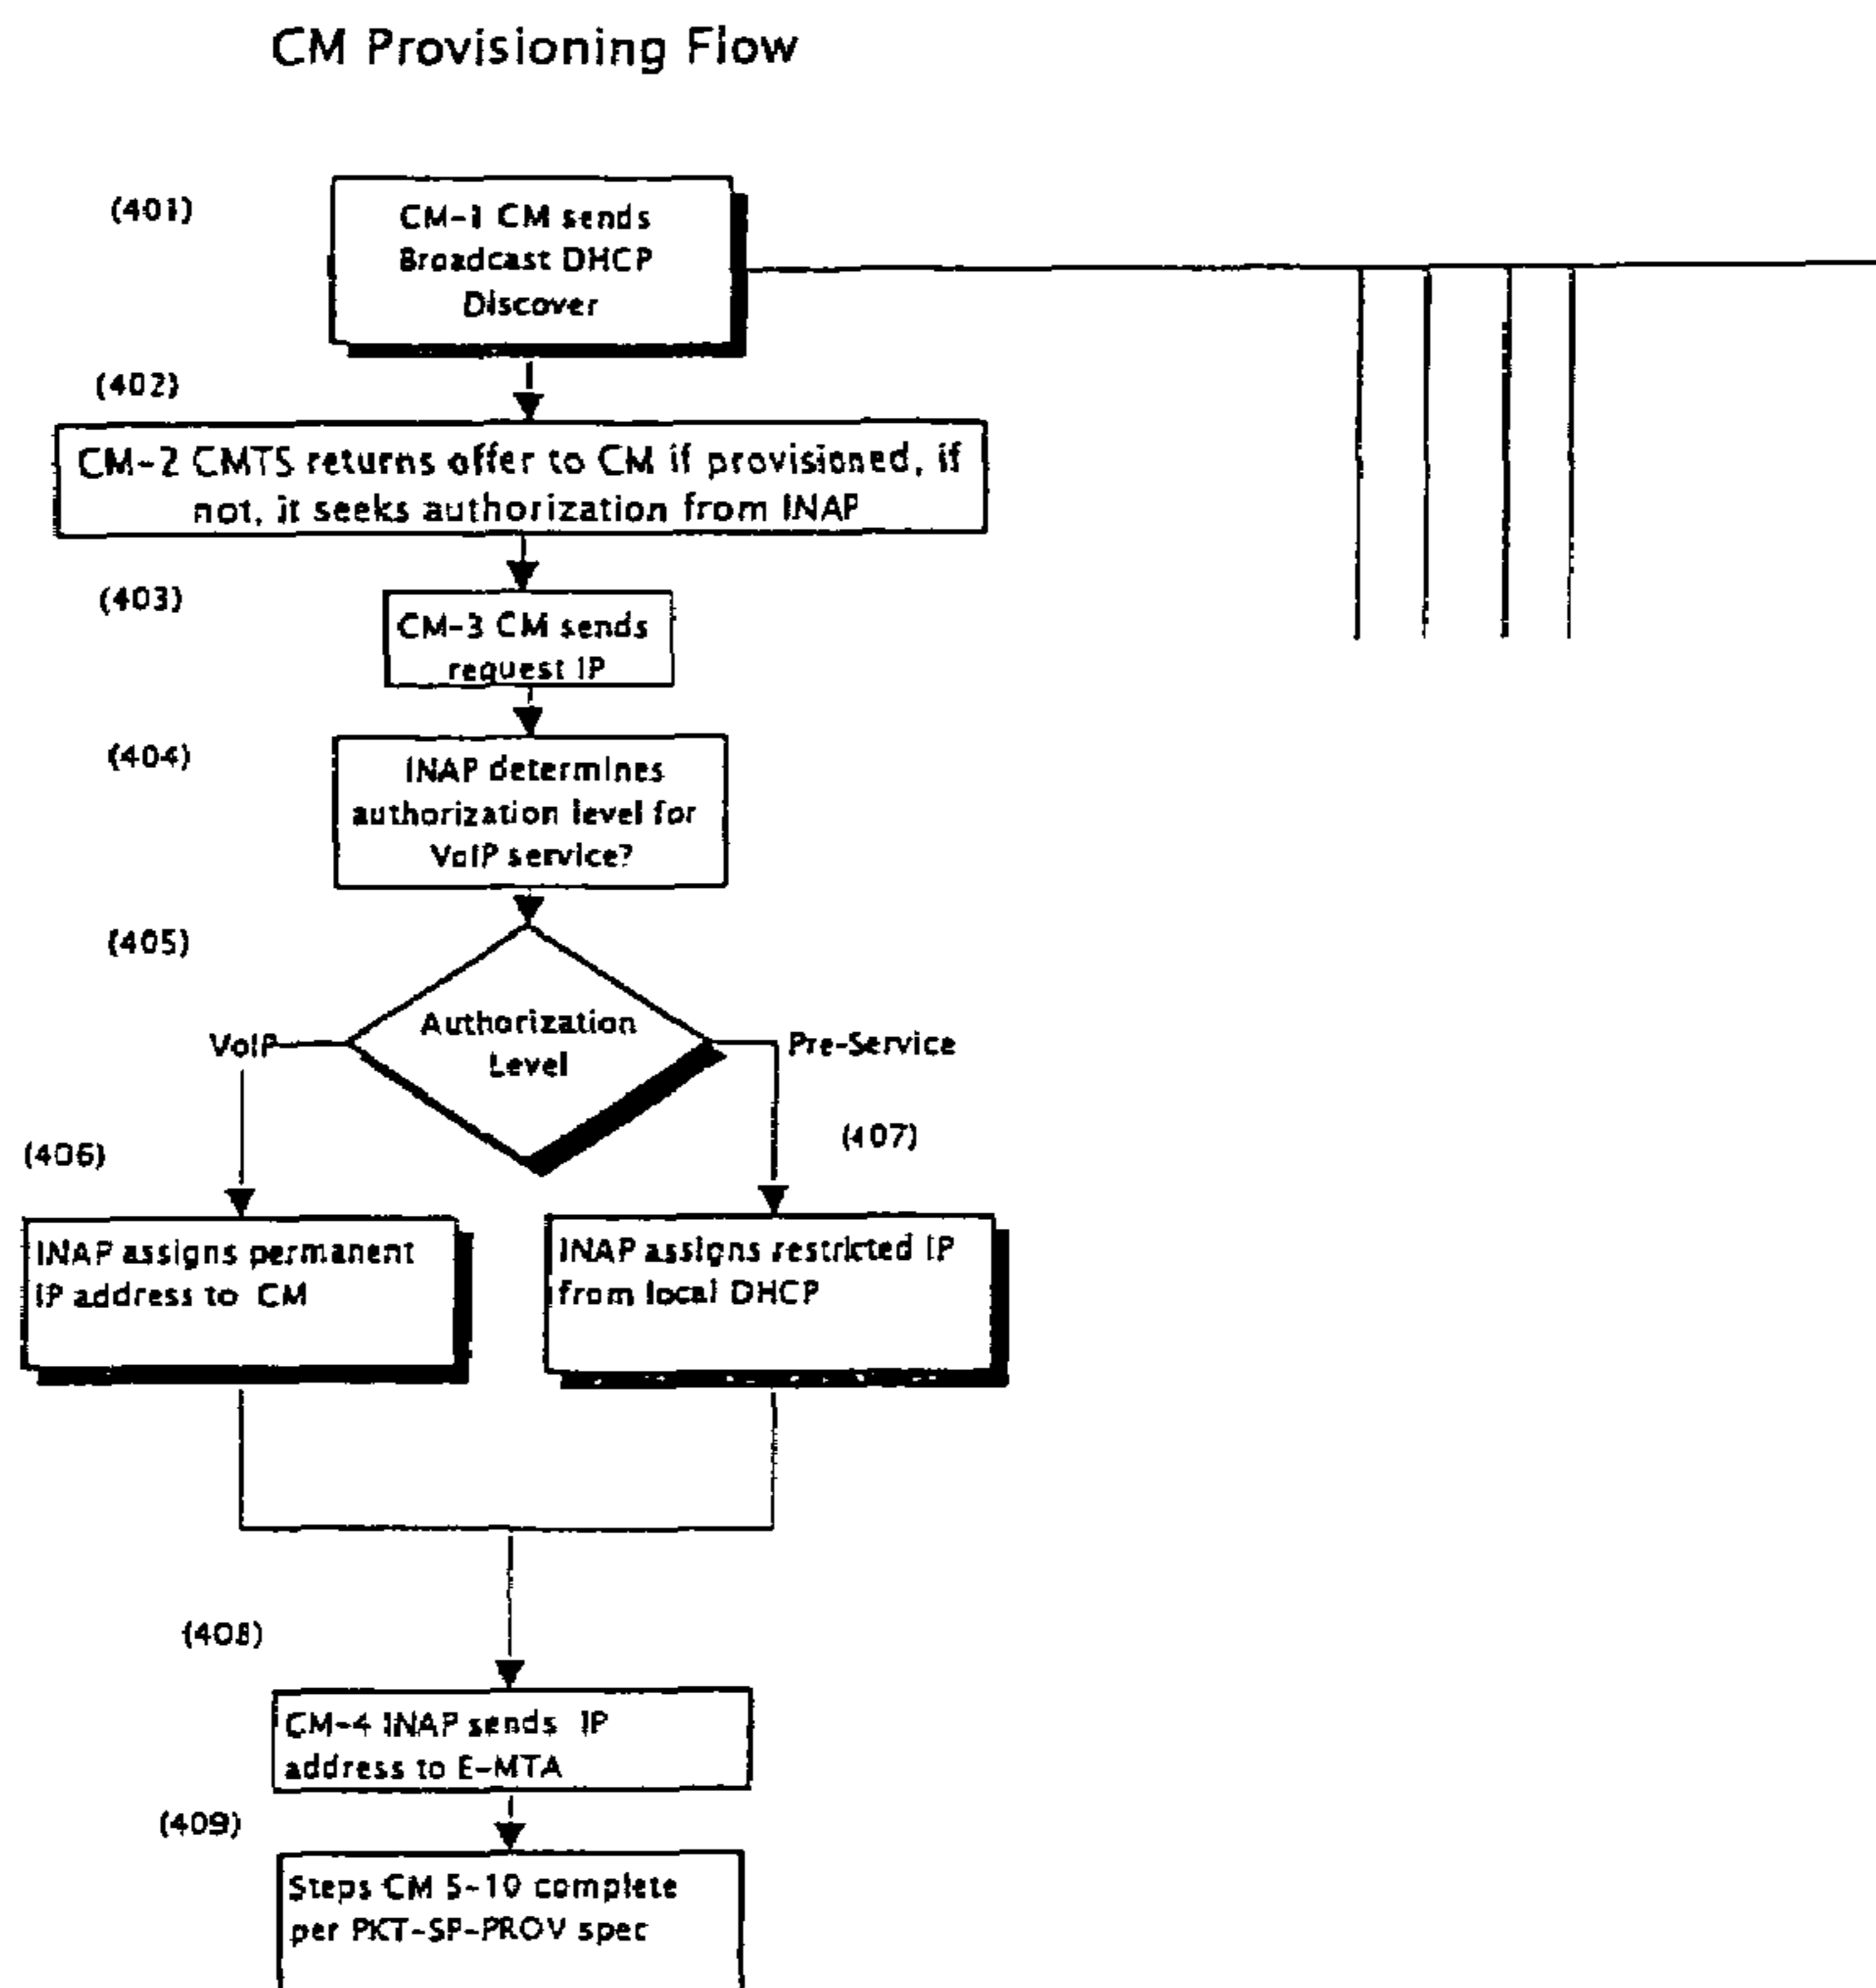 CM Provisioning Flow
(401)
CM-1 CM sends
Broadcast DHCP
Discover
(402)
CM-2 CMTS returns offer to CM if provisioned, if
not, it seeks authorization from INAP
(403)
CM-3 CM sends
request IP
(404)
INAP determines
authorization level for
VoIP service?
(405)
Authorization
Level
VoIP
Pre-Service
(406)
(407)
INAP assigns permanent
IP address to CM
INAP assigns restricted IP
from local DHCP
(408)
CM-4 INAP sends IP
address to E-MTA
(409)
Steps CM 5-10 complete
per PKT-SP-PROV spec